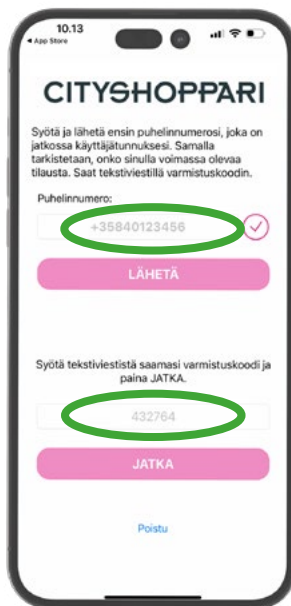 10.13
◀ App Store
CITYSHOPPARI
Syötä ja lähetä ensin puhelinnumerosi, joka on
jatkossa käyttäjätunnuksesi. Samalla
tarkistetaan, onko sinulla voimassa olevaa
tilausta. Saat tekstiviestillä varmistuskoodin.
Puhelinnumero:
+35840123456
LÄHETÄ
Syötä tekstiviestistä saamasi varmistuskoodi ja
paina JATKA.
432764
JATKA
Poistu